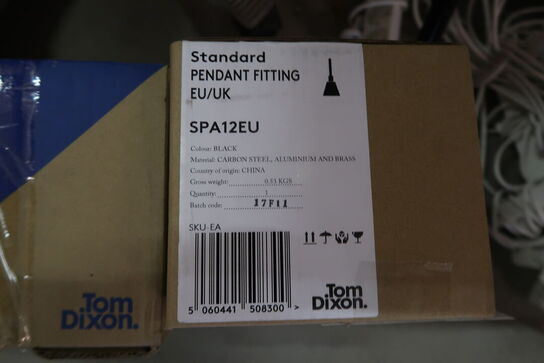 Standard
PENDANT FITTING
EU/UK
SPA12EU
Colour: BLACK
Material: CARBON STEEL, ALUMINIUM AND BRASS
Country of origin: CHINA
Gross weight: 0.53 KGS
Quantity: 1
Batch code: 17F11
SKU-EA
5 060441 508300 >
Tom
Dixon.
Tom
Dixon.